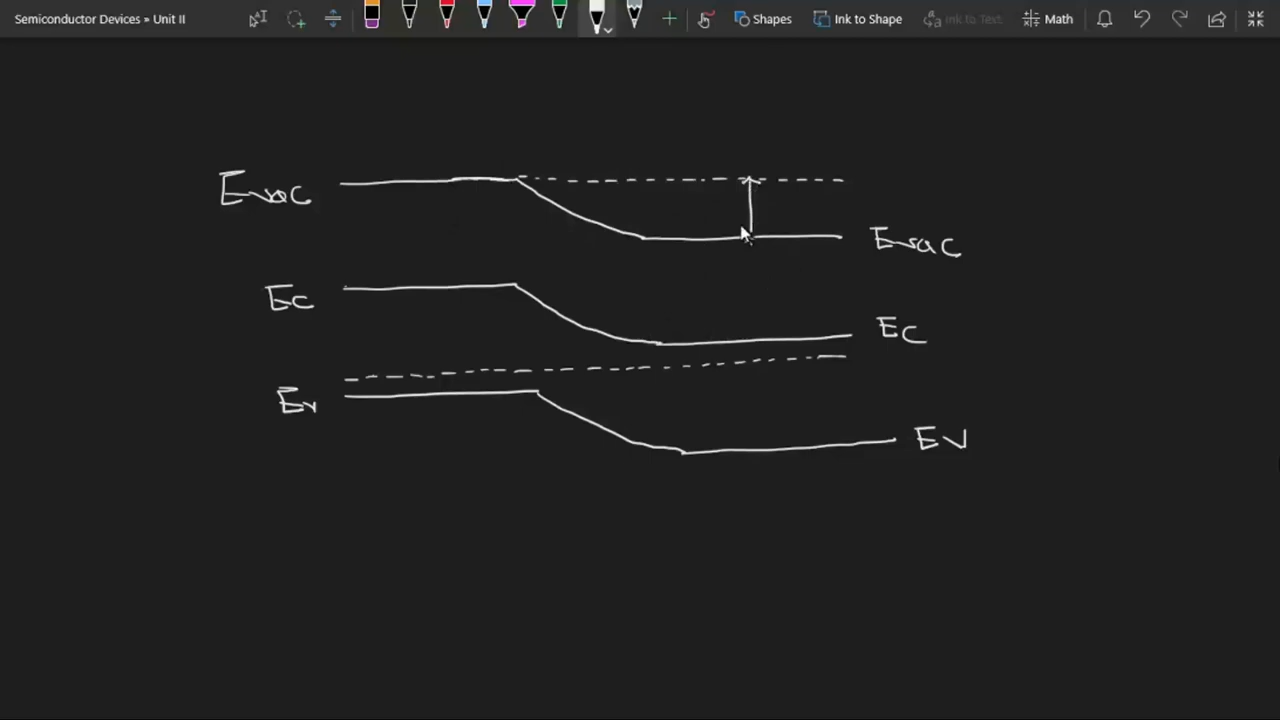 Semiconductor Devices » Unit II
Shapes
Ink to Shape
Ink to Text
Math
Evac
Evac
Ec
Ec
Ev
Ev